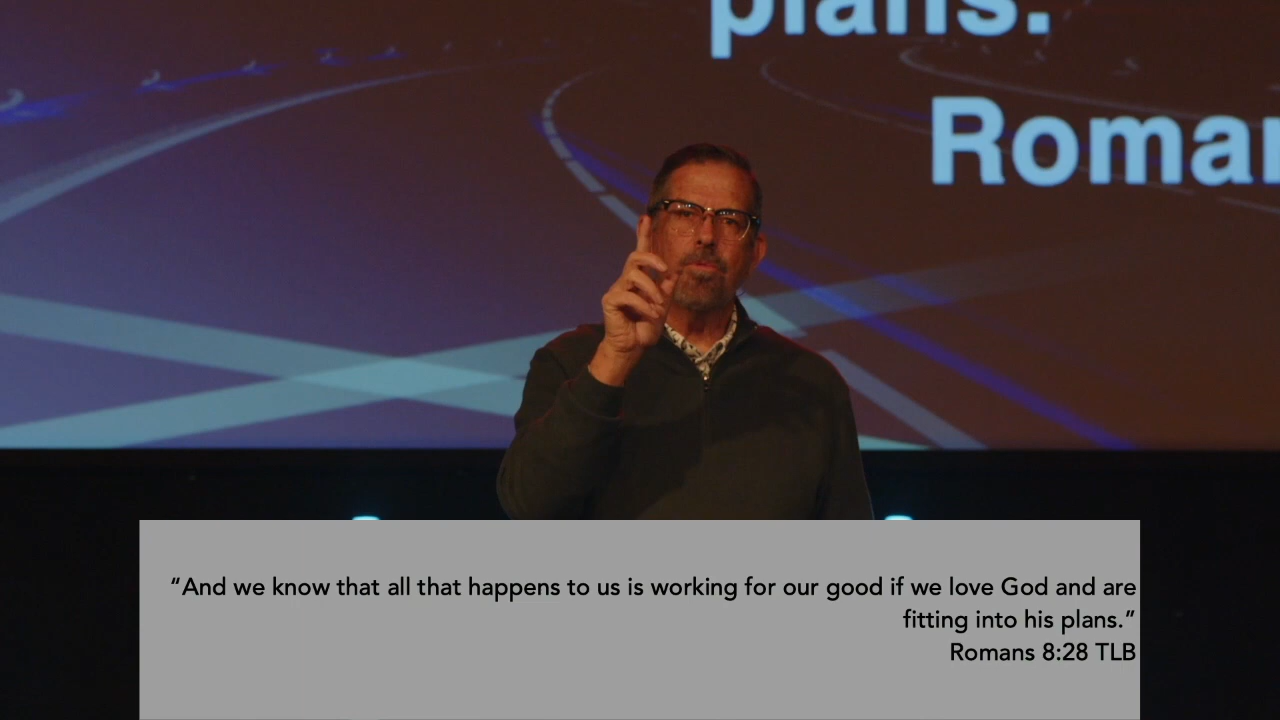 plans.
Roman
“And we know that all that happens to us is working for our good if we love God and are
fitting into his plans.”
Romans 8:28 TLB